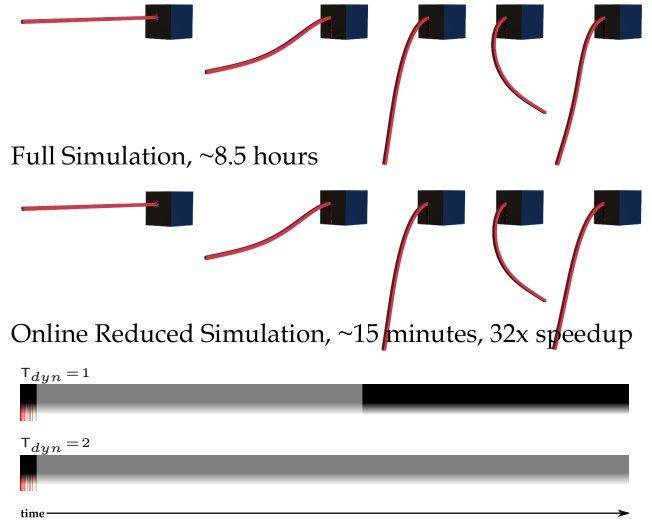 Full Simulation, ~8.5 hours
Online Reduced Simulation, ~15 minutes, 32x speedup
T_dyn = 1
T_dyn = 2
time